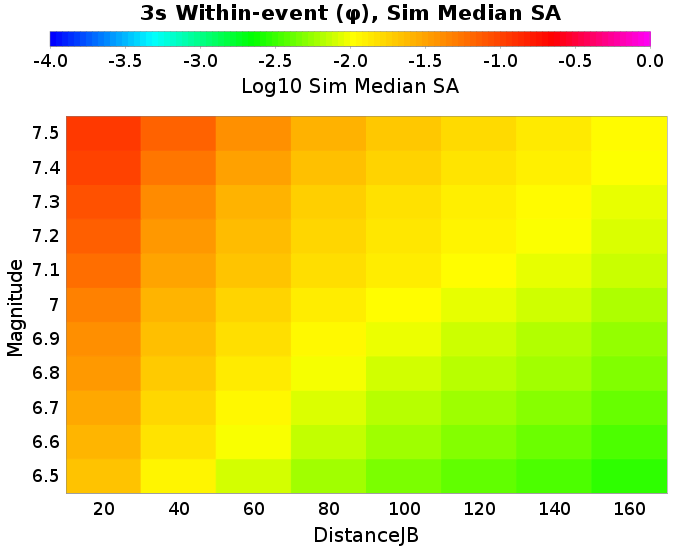 3s Within-event (φ), Sim Median SA
-4.0 -3.5 -3.0 -2.5 -2.0 -1.5 -1.0 -0.5 0.0
Log10 Sim Median SA
7.5
7.4
7.3
7.2
7.1
7
6.9
6.8
6.7
6.6
6.5
Magnitude
20 40 60 80 100 120 140 160
DistanceJB